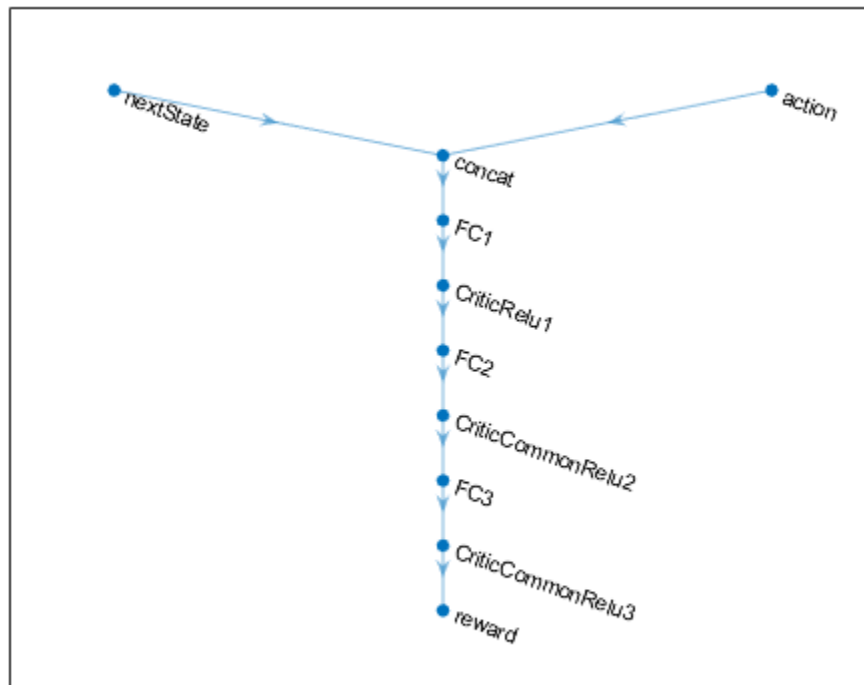 nextState
action
concat
FC1
CriticRelu1
FC2
CriticCommonRelu2
FC3
CriticCommonRelu3
reward